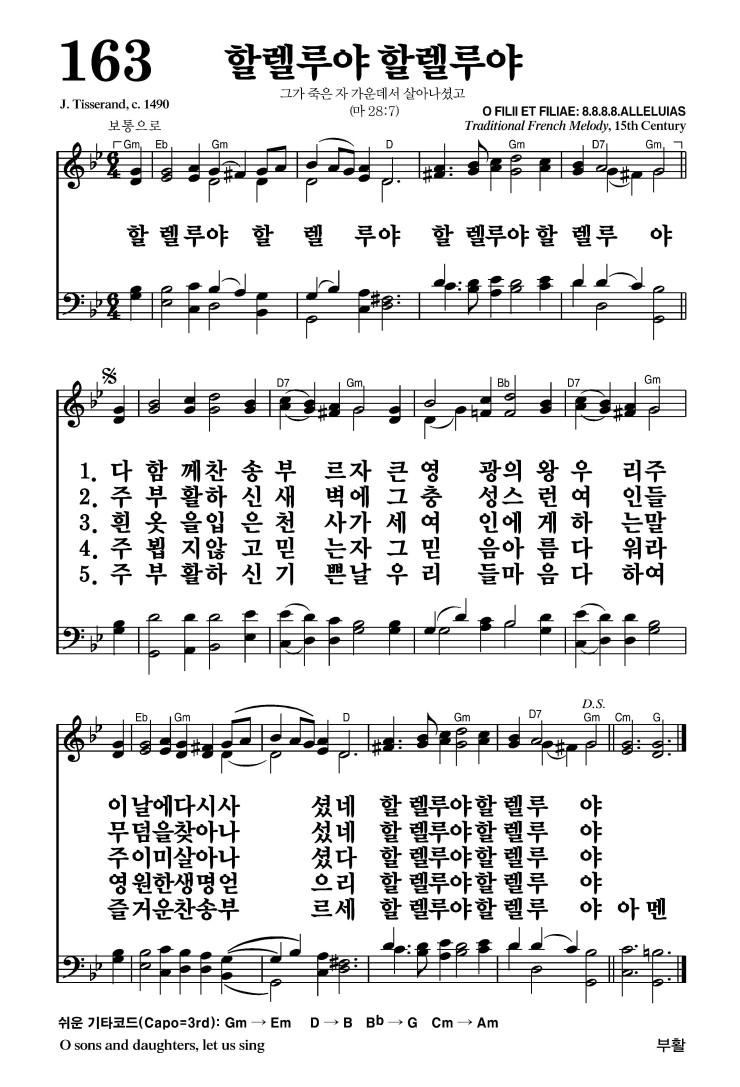 163
할렐루야 할렐루야
그가 죽은 자 가운데서 살아나셨고
(마 28:7)
J. Tisserand, c. 1490
O FILII ET FILIAE: 8.8.8.8.ALLELUIAS
Traditional French Melody, 15th Century
보통으로
Gm Eb Gm D Gm D7 Gm
6/4
할 렐루야 할 렐 루야 할 렐루야 할 렐 루 야
6/4
D7 Gm Bb D7 Gm
1. 다 함 께찬 송 부 르자 큰 영 광의 왕 우 리주
2. 주 부 활하 신 새 벽에 그 층 성스 런 여 인들
3. 흰 옷 을입 은 천 사가 세 여 인에 게 하 는말
4. 주 뵙 지않 고 믿 는자 그 믿 음아 름 다 워라
5. 주 부 활하 신 기 쁜날 우 리 들마 음 다 하여
D.S.
Eb Gm D Gm D7 Gm Cm G
이날에다시사 셨네 할 렐루야할 렐 루 야
무덤을찾아나 섰네 할 렐루야할 렐 루 야
주이미살아나 셨다 할 렐루야할 렐 루 야
영원한생명얻 으리 할 렐루야할 렐 루 야
즐거운찬송부 르세 할 렐루야할 렐 루 야 아 멘
쉬운 기타코드(Capo=3rd): Gm → Em D → B Bb → G Cm → Am
O sons and daughters, let us sing
부활